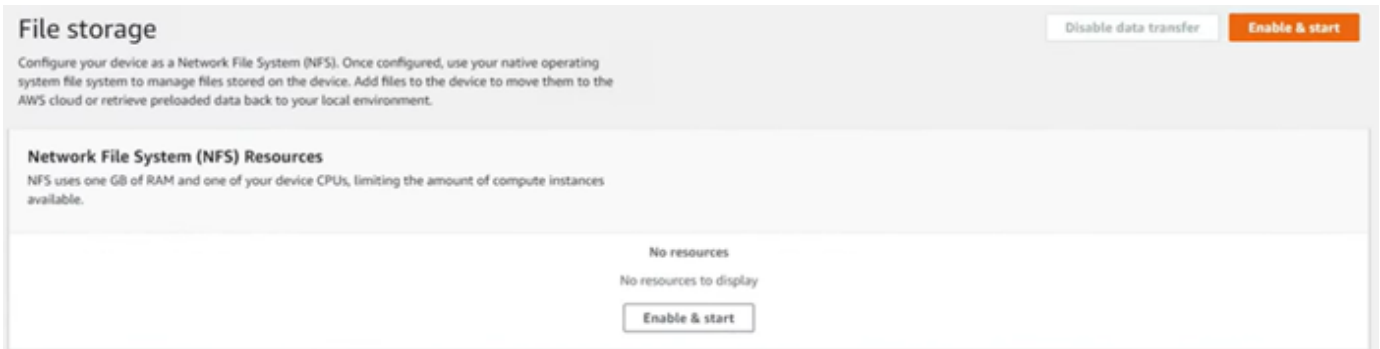 File storage
Disable data transfer
Enable & start
Configure your device as a Network File System (NFS). Once configured, use your native operating
system file system to manage files stored on the device. Add files to the device to move them to the
AWS cloud or retrieve preloaded data back to your local environment.
Network File System (NFS) Resources
NFS uses one GB of RAM and one of your device CPUs, limiting the amount of compute instances
available.
No resources
No resources to display
Enable & start